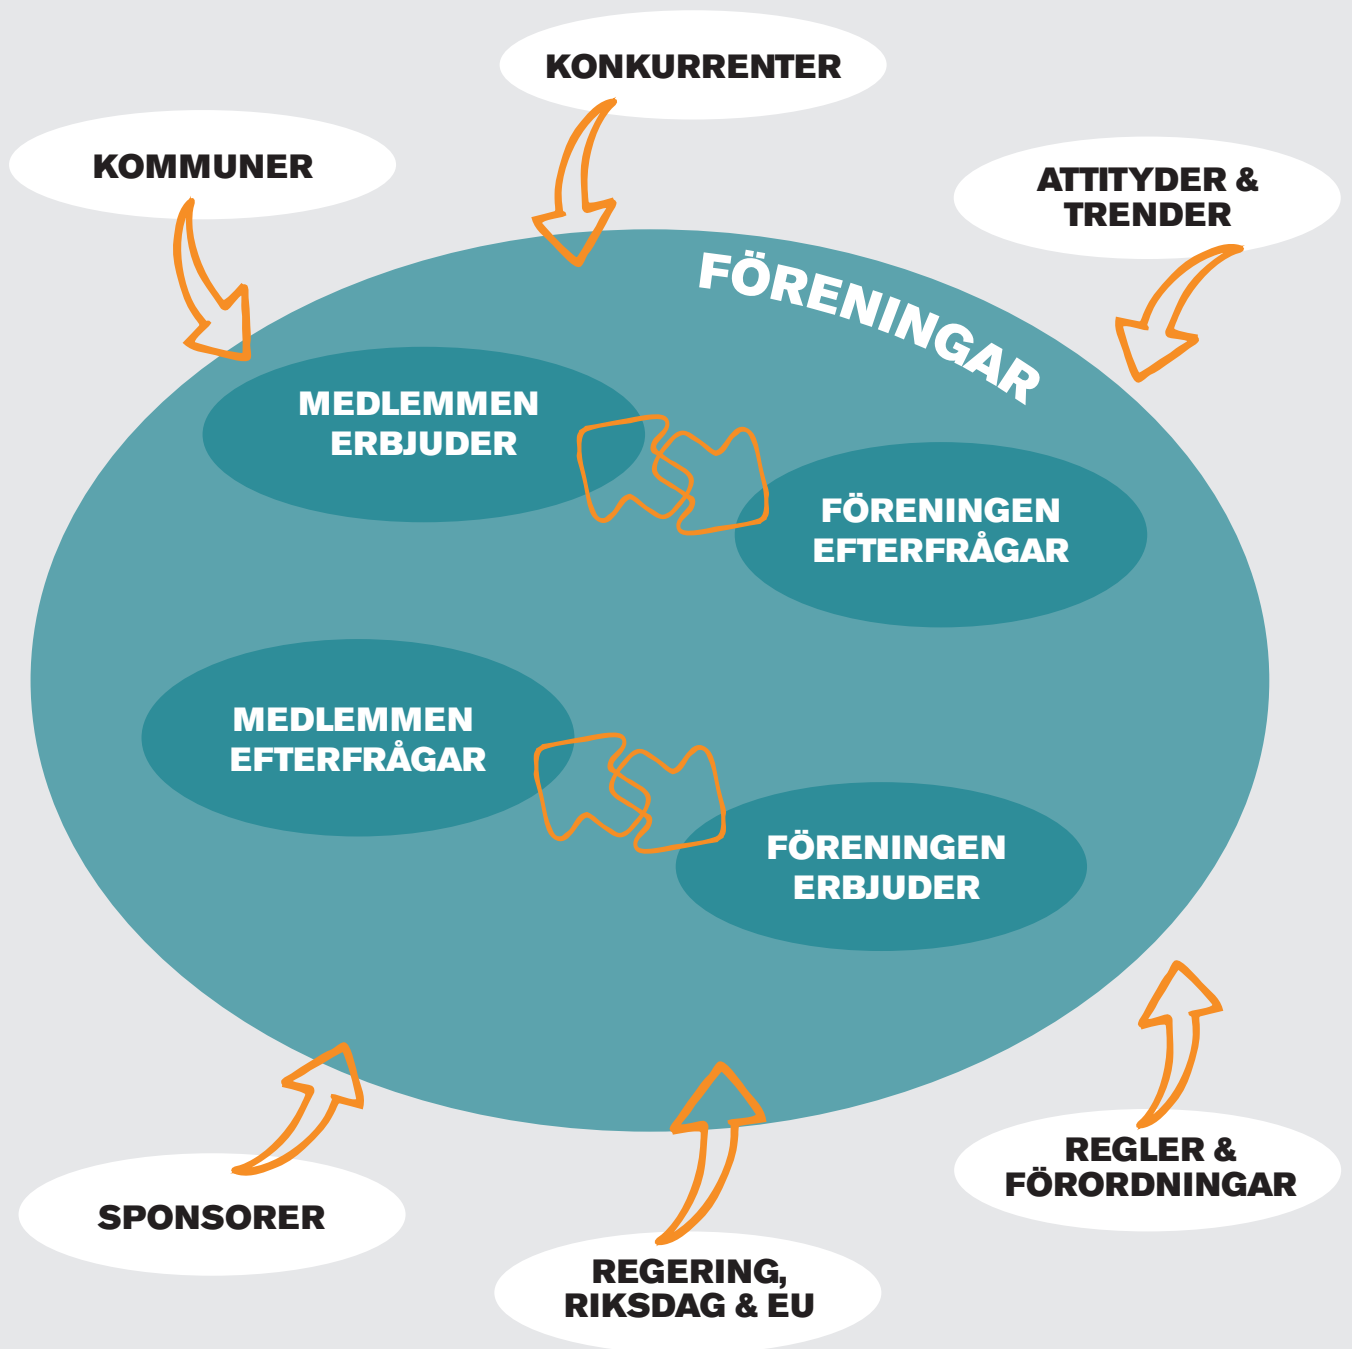 KONKURRENTER
KOMMUNER
ATTITYDER &
TRENDER
FÖRENINGAR
MEDLEMMEN
ERBJUDER
FÖRENINGEN
EFTERFRÅGAR
MEDLEMMEN
EFTERFRÅGAR
FÖRENINGEN
ERBJUDER
REGLER &
FÖRORDNINGAR
SPONSORER
REGERING,
RIKSDAG & EU